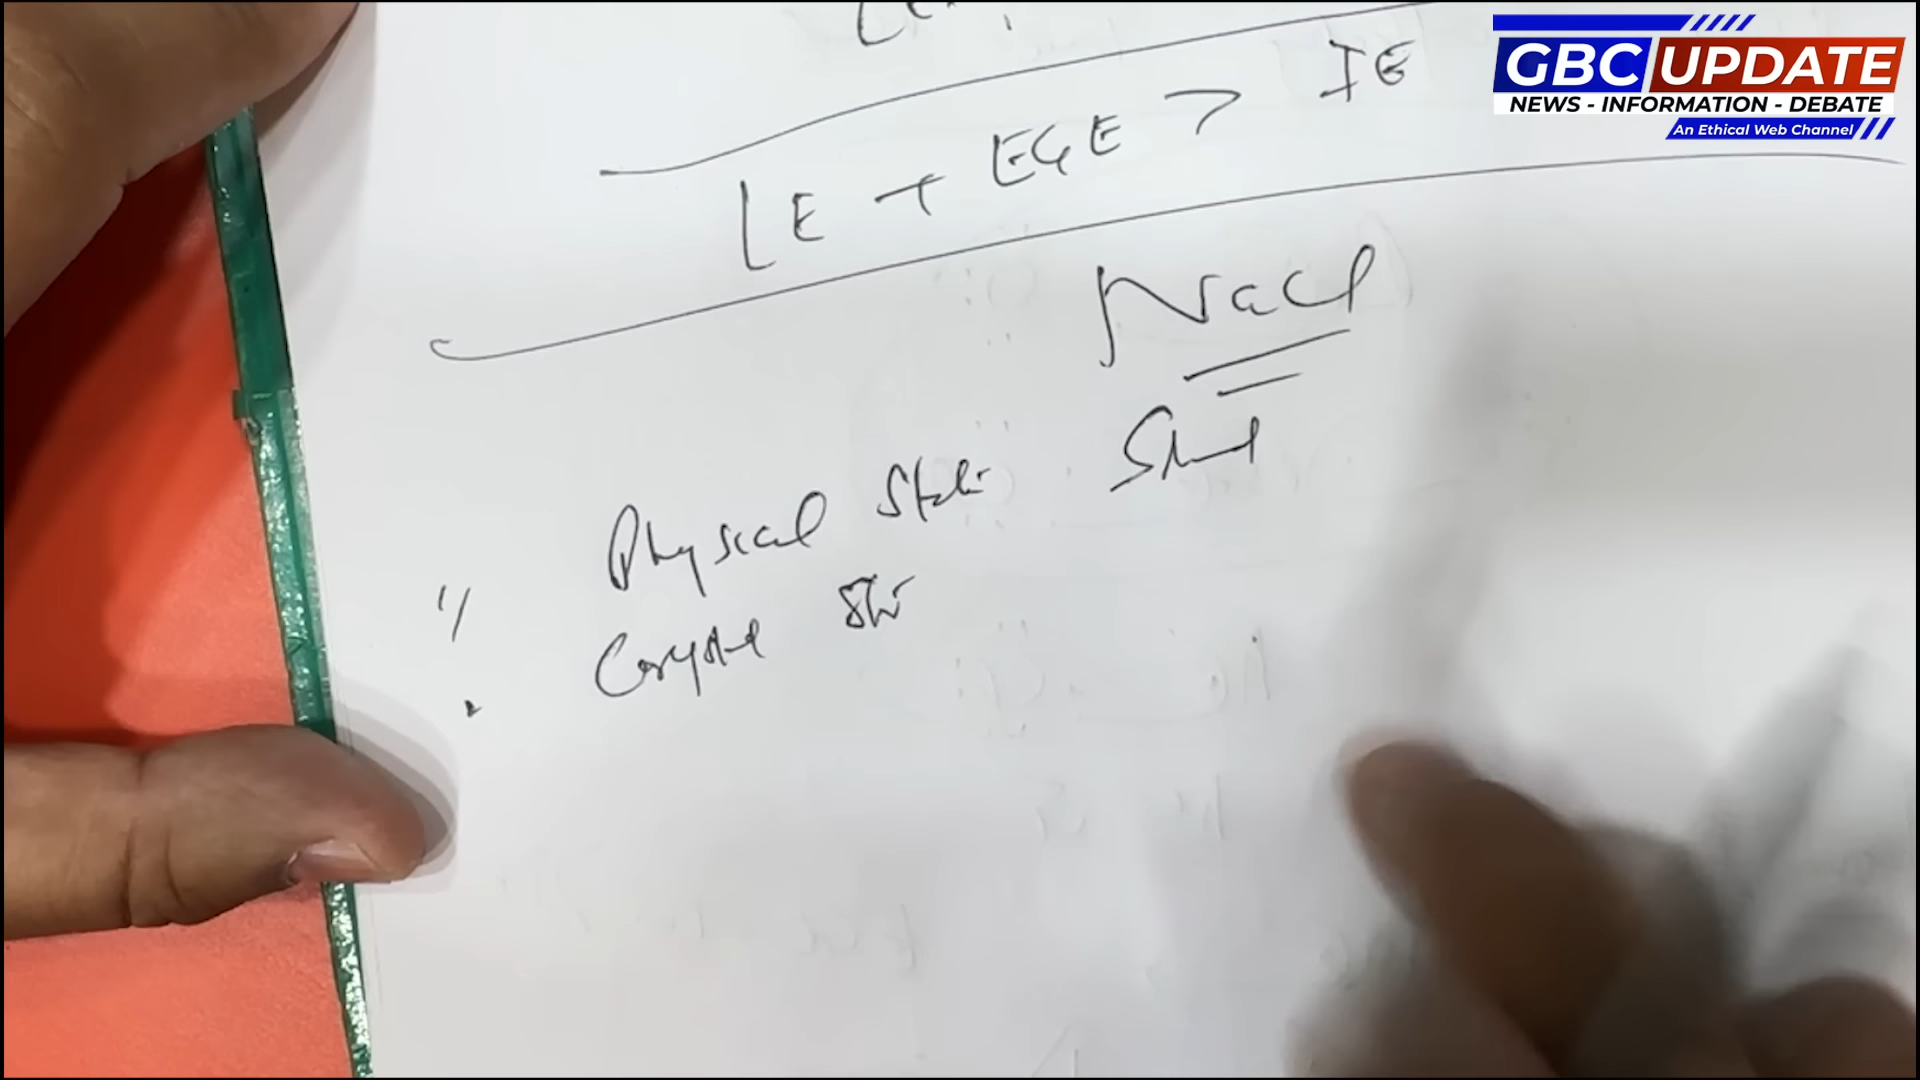 LE + EGE > IE
NaCl
Physical State Solid
Crystal Str
GBC UPDATE
NEWS - INFORMATION - DEBATE
An Ethical Web Channel